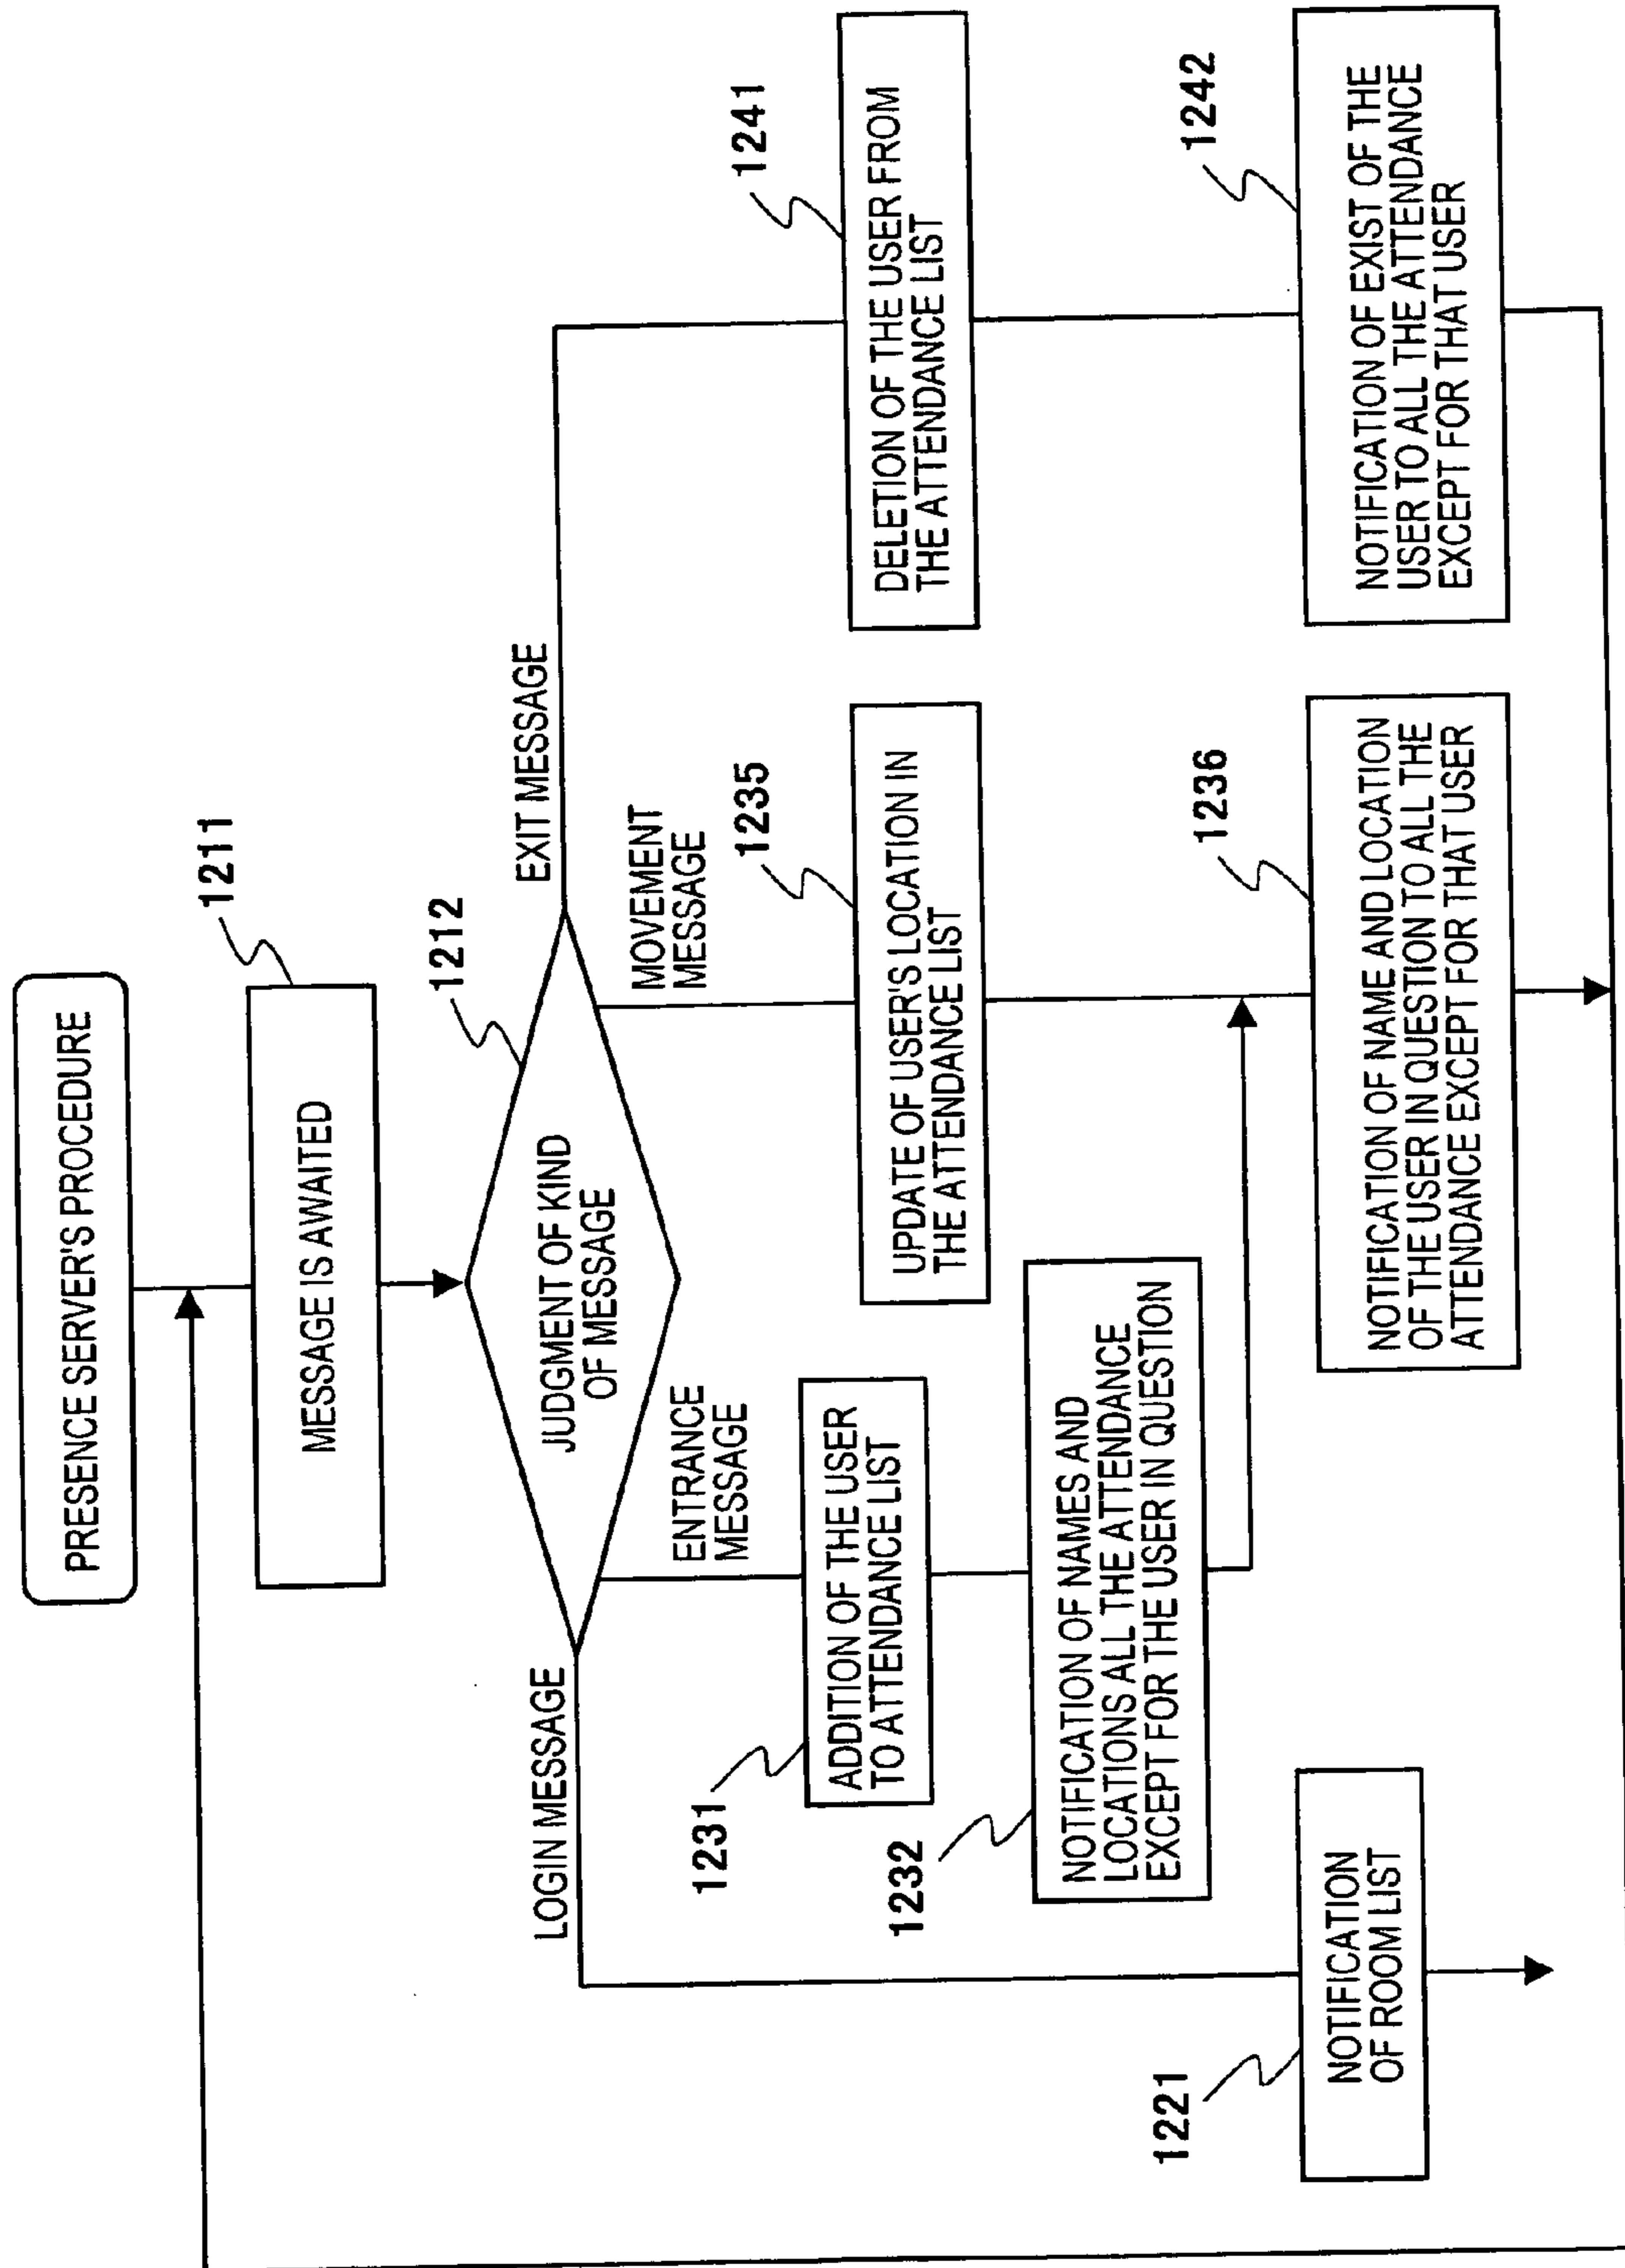 PRESENCE SERVER'S PROCEDURE
1211
MESSAGE IS AWAITED
1212
JUDGMENT OF KIND
OF MESSAGE
LOGIN MESSAGE
ENTRANCE
MESSAGE
MOVEMENT
MESSAGE
EXIT MESSAGE
1231
ADDITION OF THE USER
TO ATTENDANCE LIST
1235
UPDATE OF USER'S LOCATION IN
THE ATTENDANCE LIST
1241
DELETION OF THE USER FROM
THE ATTENDANCE LIST
1232
NOTIFICATION OF NAMES AND
LOCATIONS ALL THE ATTENDANCE
EXCEPT FOR THE USER IN QUESTION
1221
NOTIFICATION
OF ROOM LIST
1236
NOTIFICATION OF NAME AND LOCATION
OF THE USER IN QUESTION TO ALL THE
ATTENDANCE EXCEPT FOR THAT USER
1242
NOTIFICATION OF EXIST OF THE
USER TO ALL THE ATTENDANCE
EXCEPT FOR THAT USER